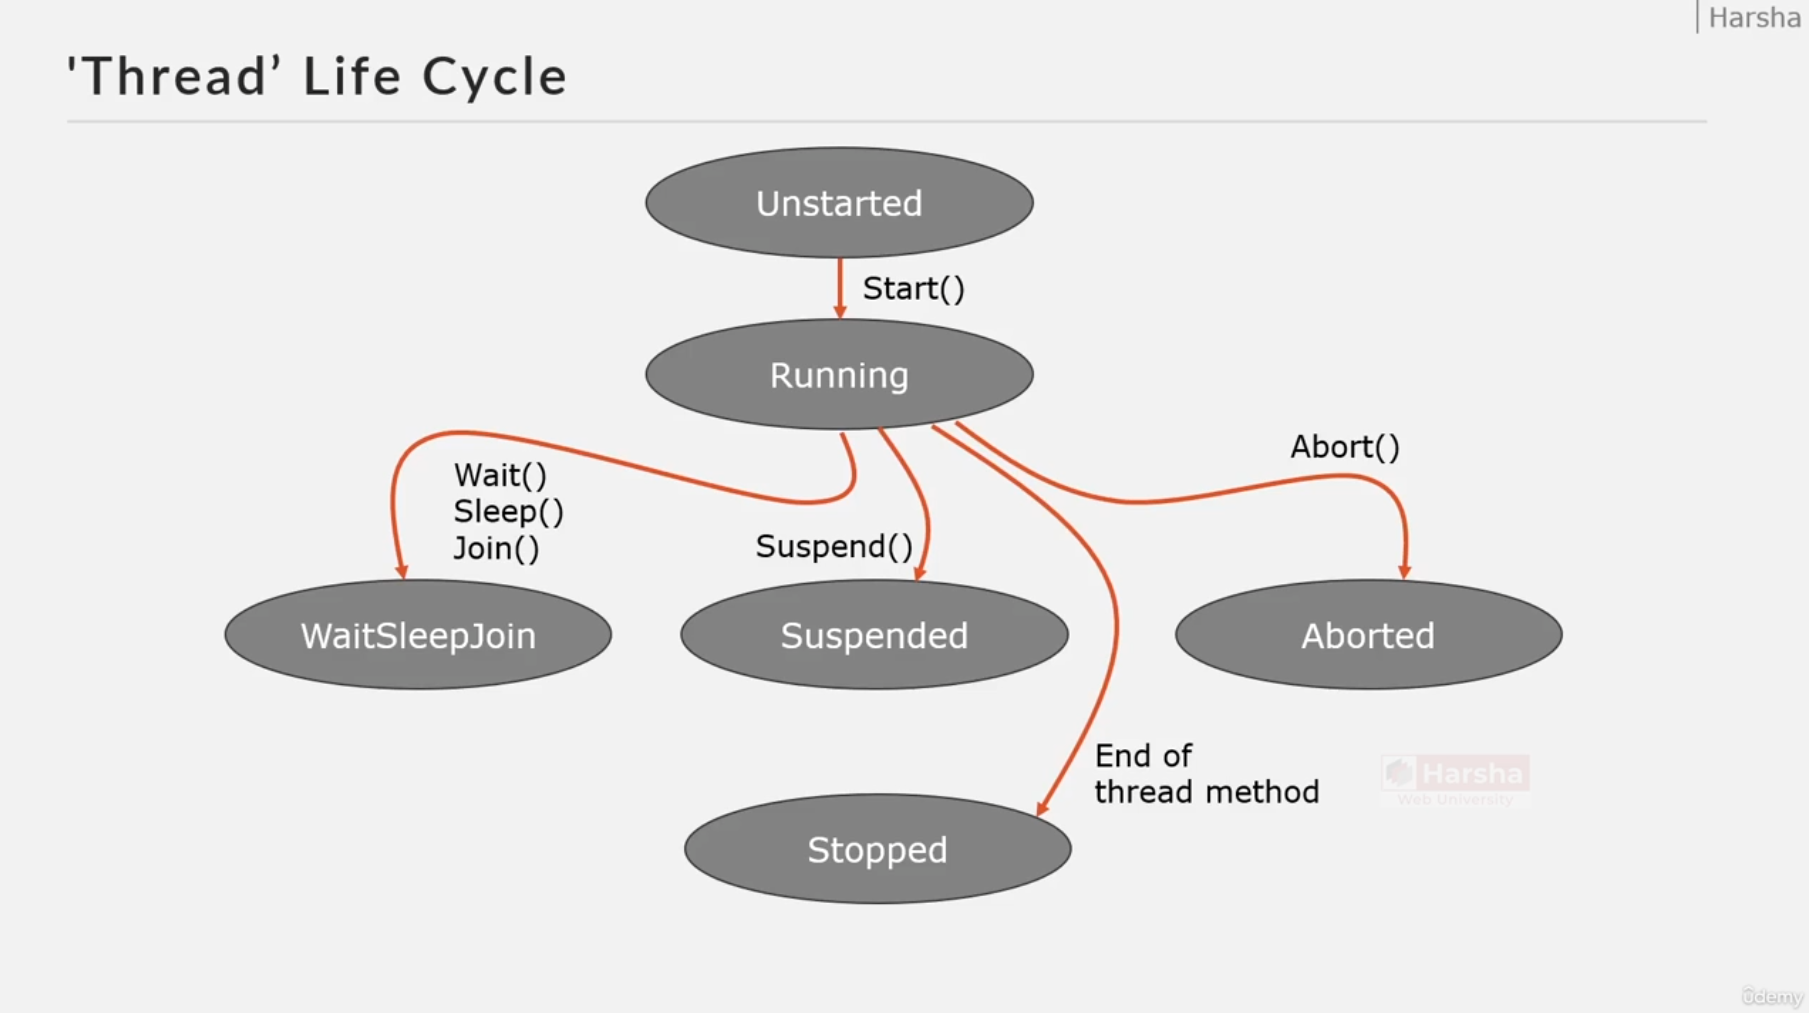 Harsha
'Thread’ Life Cycle
Unstarted
Start()
Running
Abort()
Wait()
Sleep()
Join()
Suspend()
WaitSleepJoin
Suspended
Aborted
End of
thread method
Harsha
Web University
Stopped
ûdemy